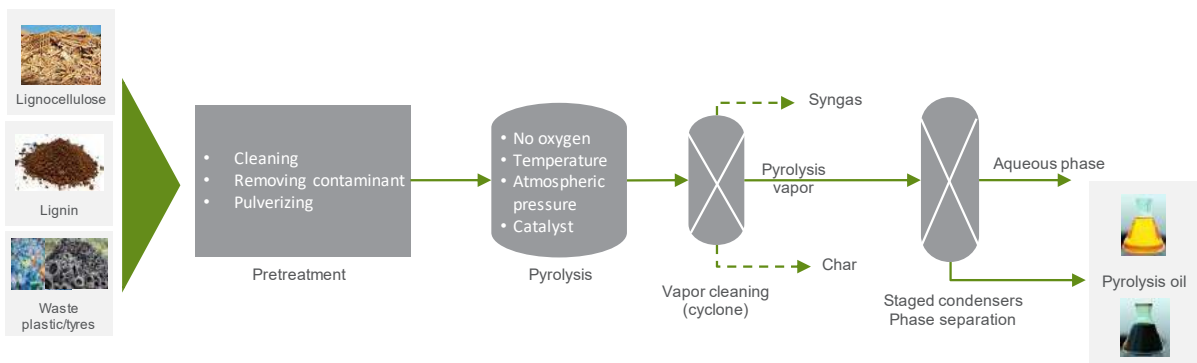 Lignocellulose
Lignin
Waste
plastic/tyres
• Cleaning
• Removing contaminant
• Pulverizing
Pretreatment
• No oxygen
• Temperature
• Atmospheric
pressure
• Catalyst
Pyrolysis
Syngas
Pyrolysis
vapor
Char
Vapor cleaning
(cyclone)
Aqueous phase
Staged condensers
Phase separation
Pyrolysis oil